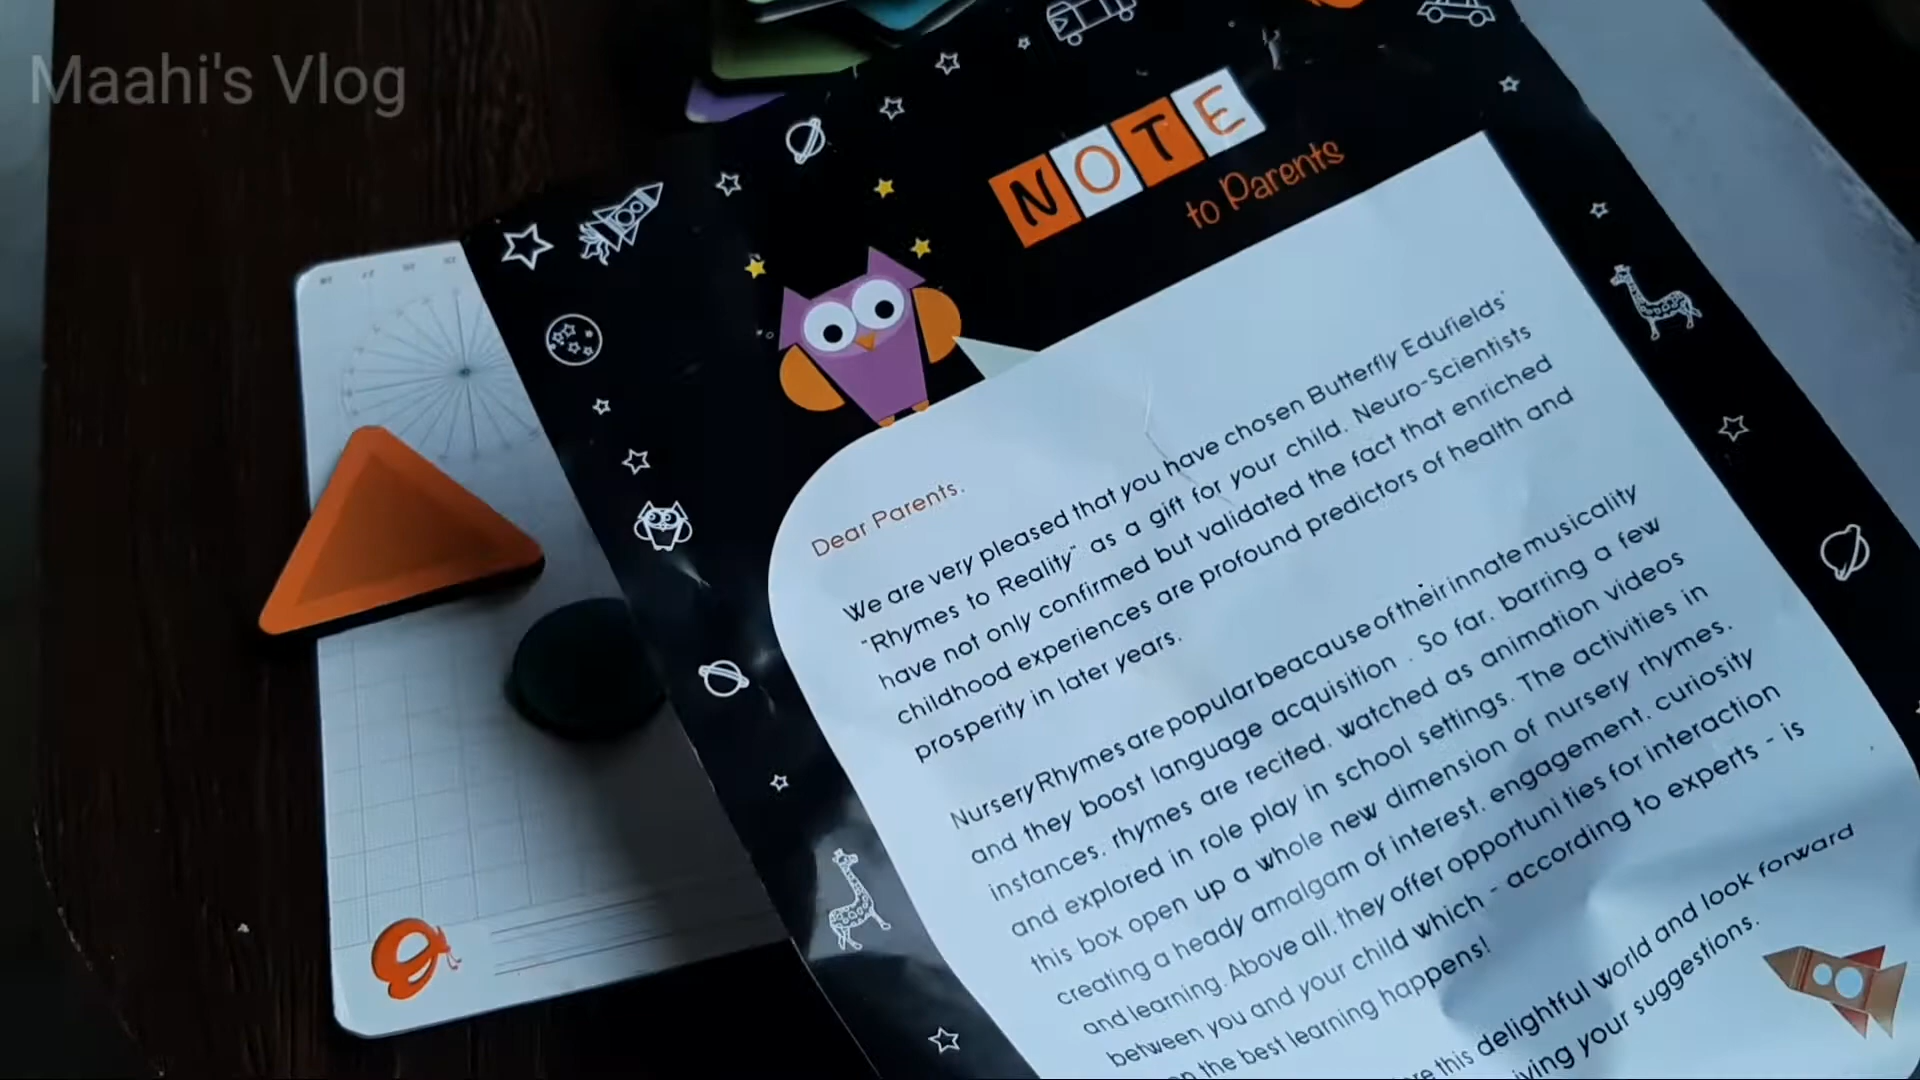 Maahi's Vlog
NOTE
to Parents
Dear Parents,
We are very pleased that you have chosen Butterfly Edufields'
"Rhymes to Reality" as a gift for your child. Neuro-Scientists
have not only confirmed but validated the fact that enriched
childhood experiences are profound predictors of health and
prosperity in later years.
Nursery Rhymes are popular beacause of their innate musicality
and they boost language acquisition . So far, barring a few
instances, rhymes are recited, watched as animation videos
and explored in role play in school settings. The activities in
this box open up a whole new dimension of nursery rhymes,
creating a heady amalgam of interest, engagement, curiosity
and learning. Above all, they offer opportunities for interaction
between you and your child which - according to experts - is
the best learning happens!
this delightful world and look forward
your suggestions.